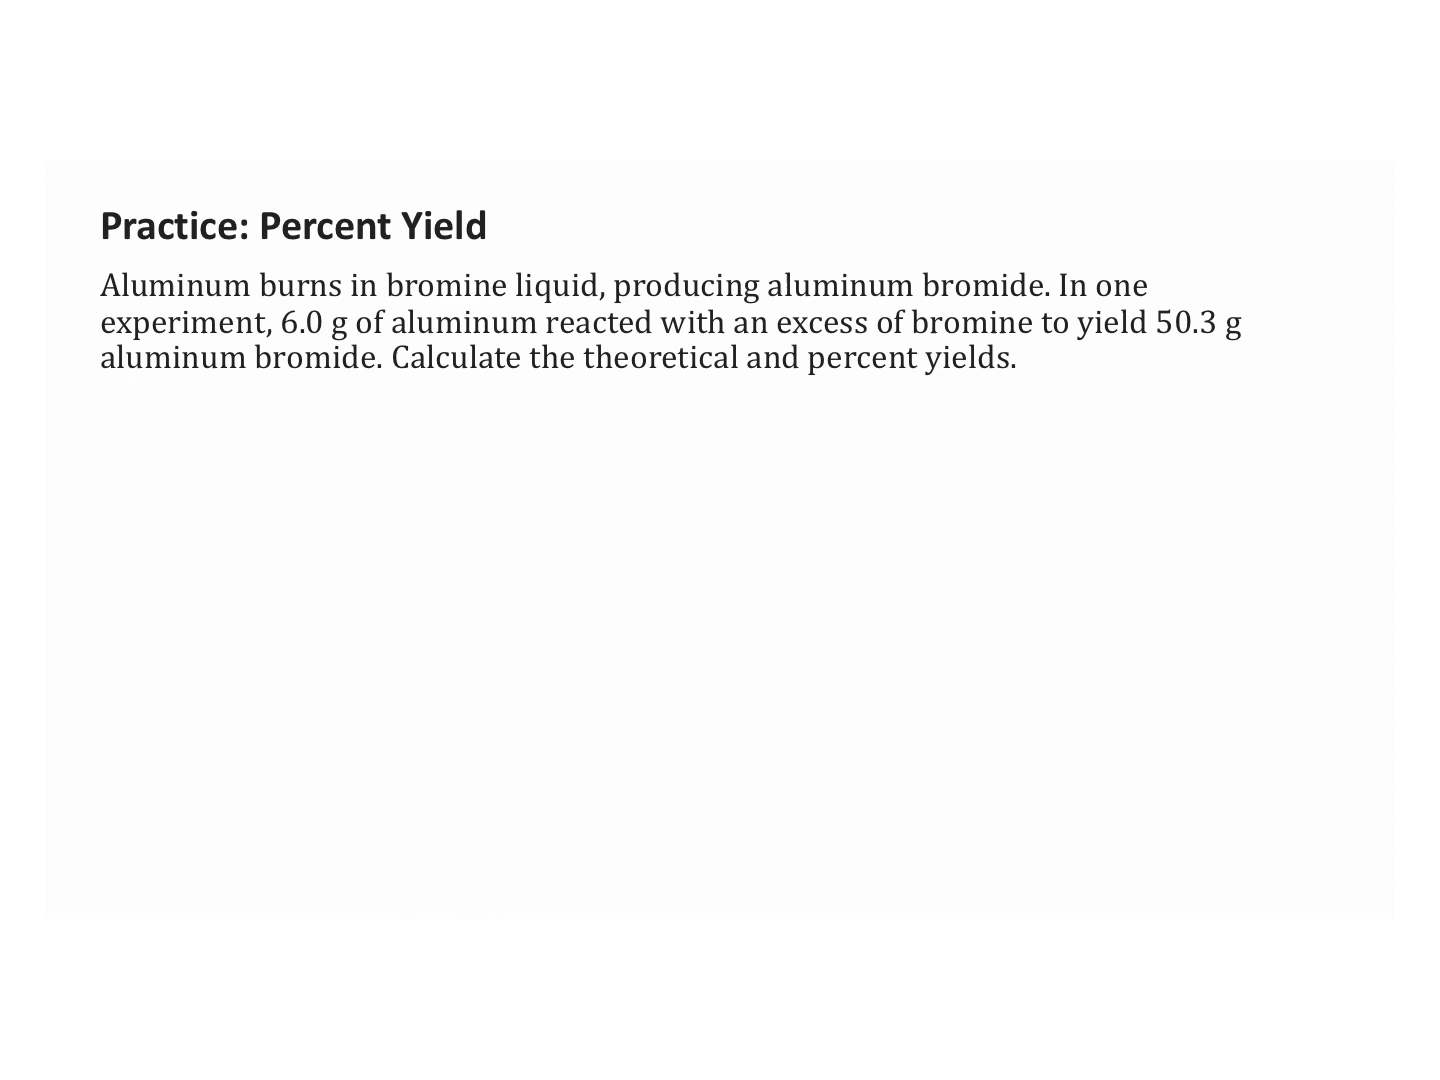 Practice: Percent Yield
Aluminum burns in bromine liquid, producing aluminum bromide. In one
experiment, 6.0 g of aluminum reacted with an excess of bromine to yield 50.3 g
aluminum bromide. Calculate the theoretical and percent yields.